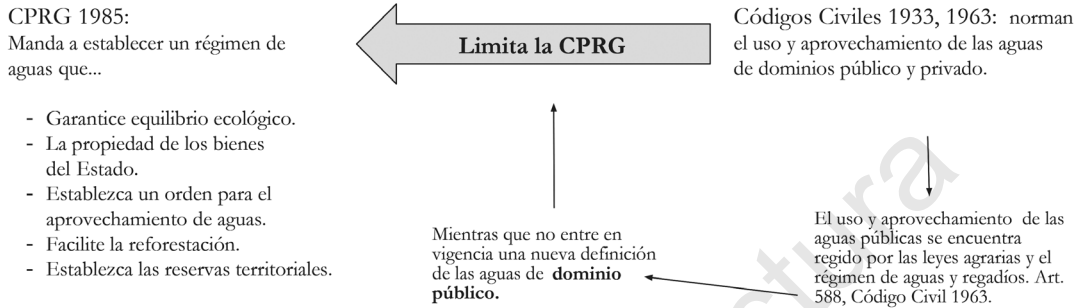 CPRG 1985:
Manda a establecer un régimen de
aguas que...
- Garantice equilibrio ecológico.
- La propiedad de los bienes
del Estado.
- Establezca un orden para el
aprovechamiento de aguas.
- Facilite la reforestación.
- Establezca las reservas territoriales.
Limita la CPRG
Códigos Civiles 1933, 1963: norman
el uso y aprovechamiento de las aguas
de dominios público y privado.
Mientras que no entre en
vigencia una nueva definición
de las aguas de dominio
público.
El uso y aprovechamiento de las
aguas públicas se encuentra
regido por las leyes agrarias y el
régimen de aguas y regadíos. Art.
588, Código Civil 1963.
ctura